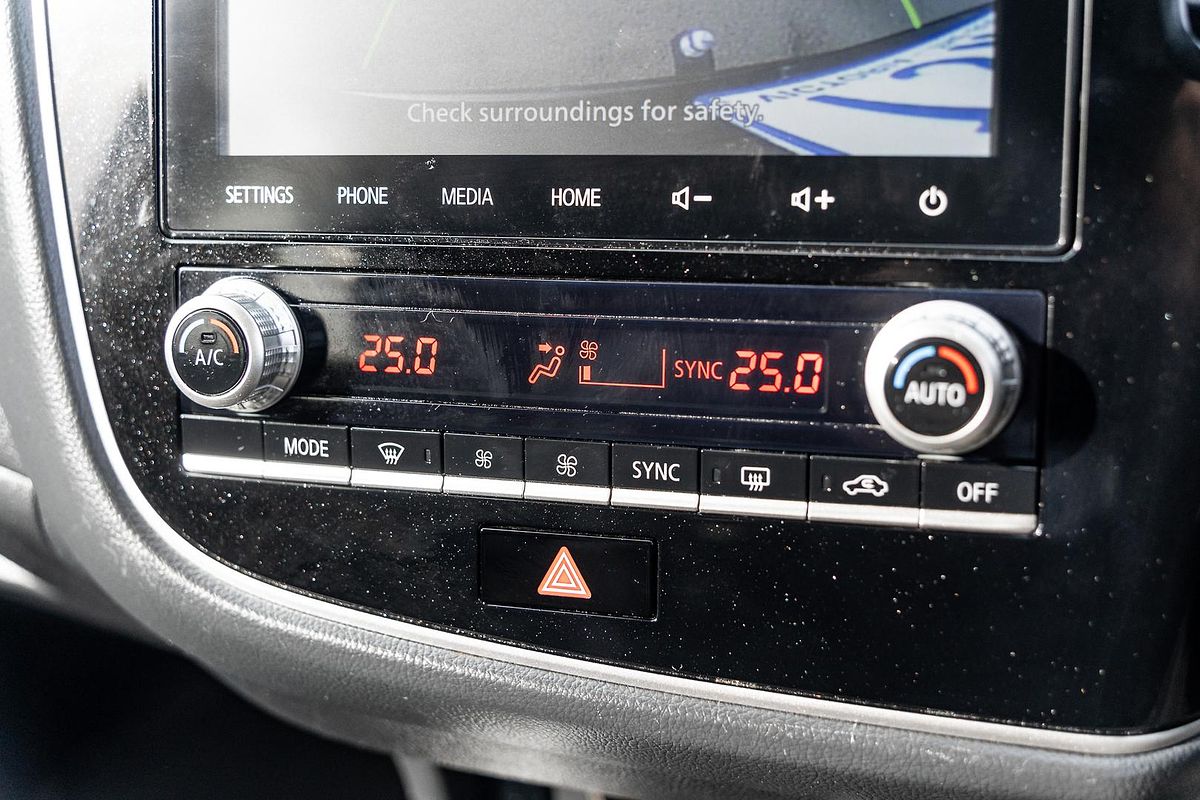 Check surroundings for safety.
SETTINGS PHONE MEDIA HOME
A/C 25.0 SYNC 25.0 AUTO
MODE SYNC OFF